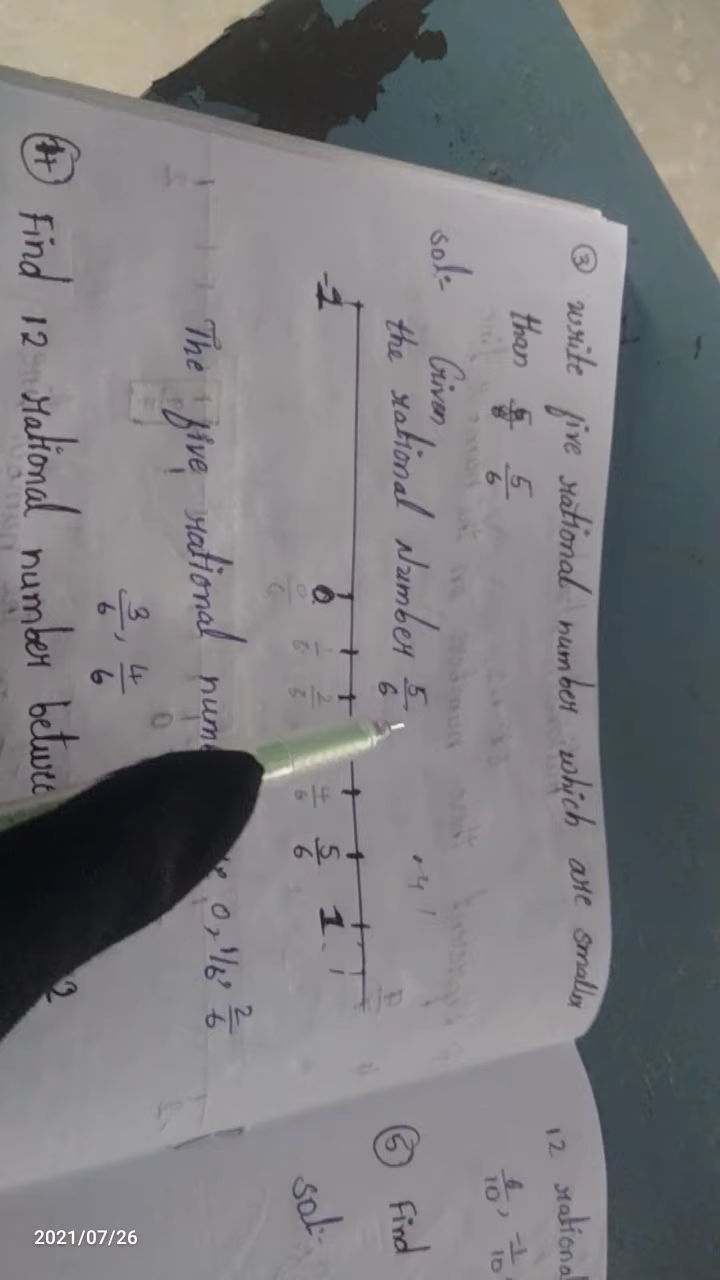 ③ write five rational number which are smaller
than 5/6
sol:- Given,
the rational Number 5/6
-1 0 1/6 2/6 4/6 5/6 1
0/6
The five rational num 0, 1/6, 2/6
3/6, 4/6
④ Find 12 rational number betwee 2
12 rational
-1/10
⑤ Find
sol:-
2021/07/26